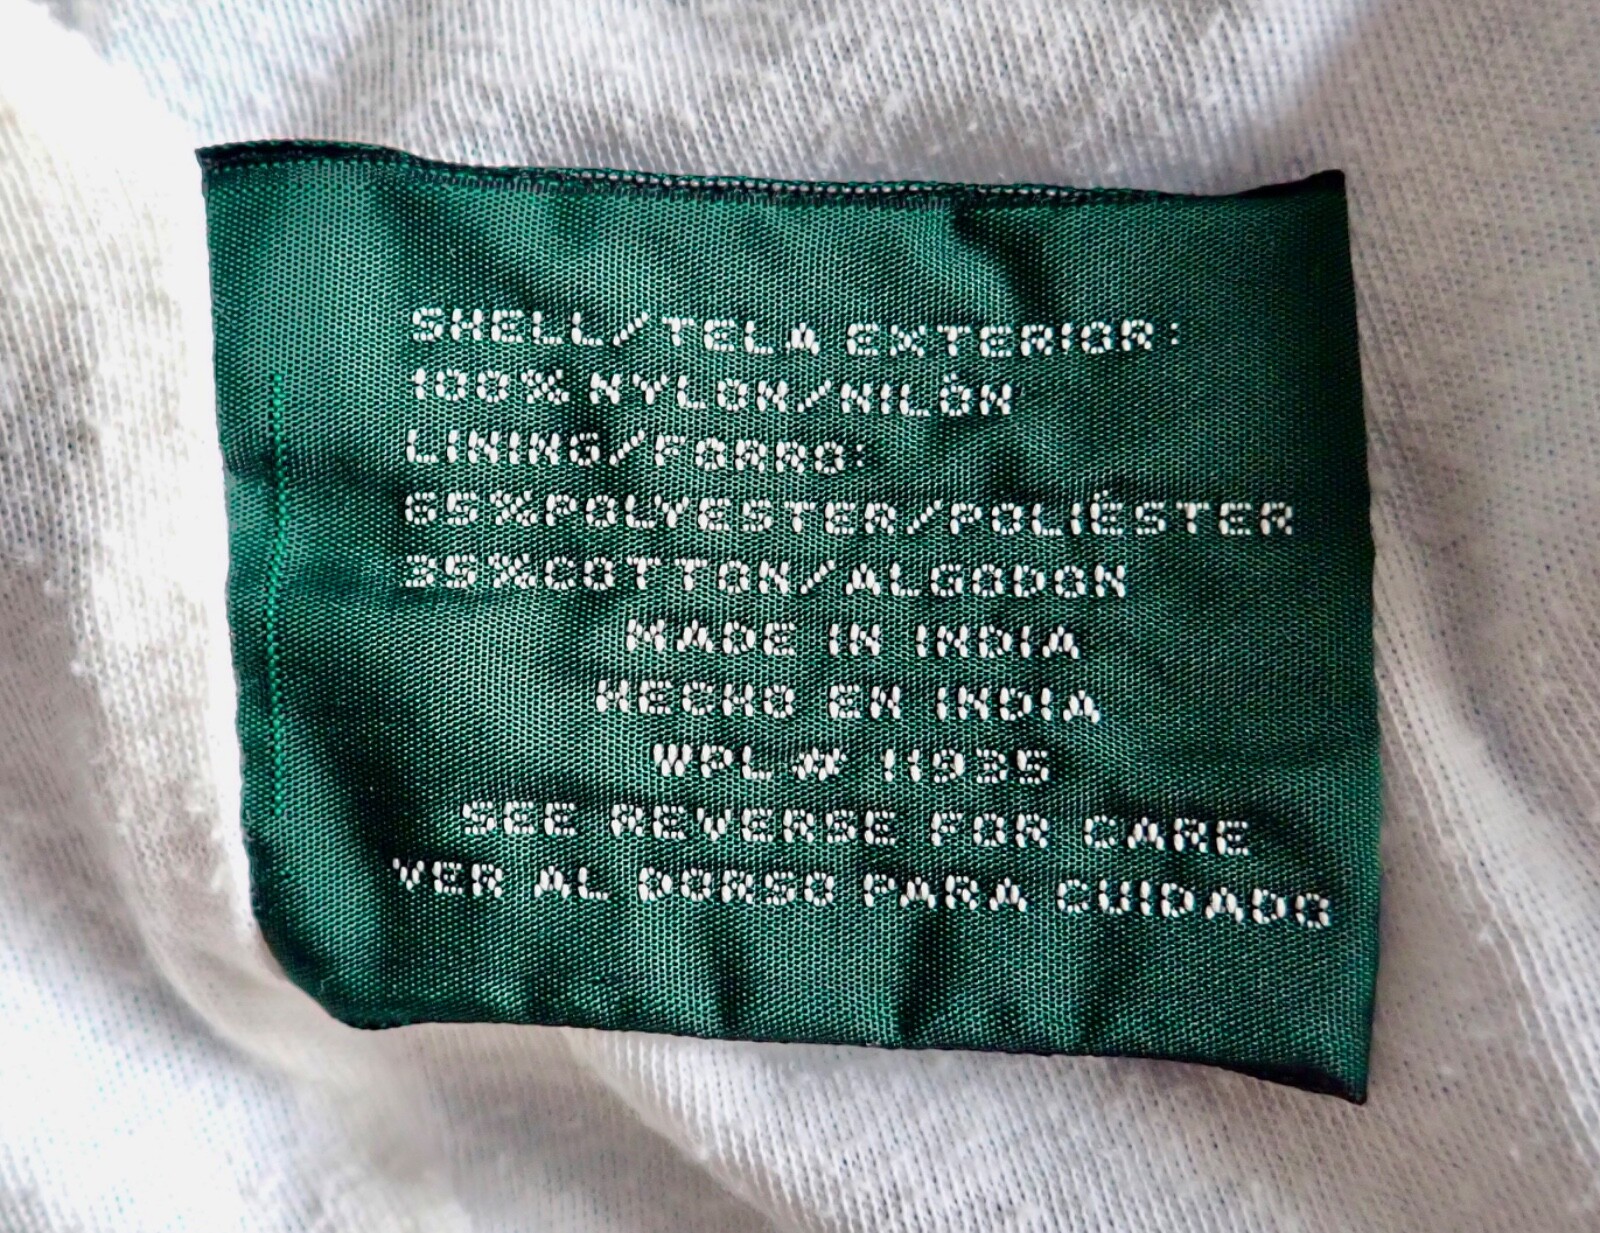 SHELL/TELA EXTERIOR:
100% NYLON/NILÓN
LINING/FORRO:
65%POLYESTER/POLIÉSTER
35%COTTON/ALGODON
MADE IN INDIA
HECHO EN INDIA
WPL# 11935
SEE REVERSE FOR CARE
VER AL DORSO PARA CUIDADO